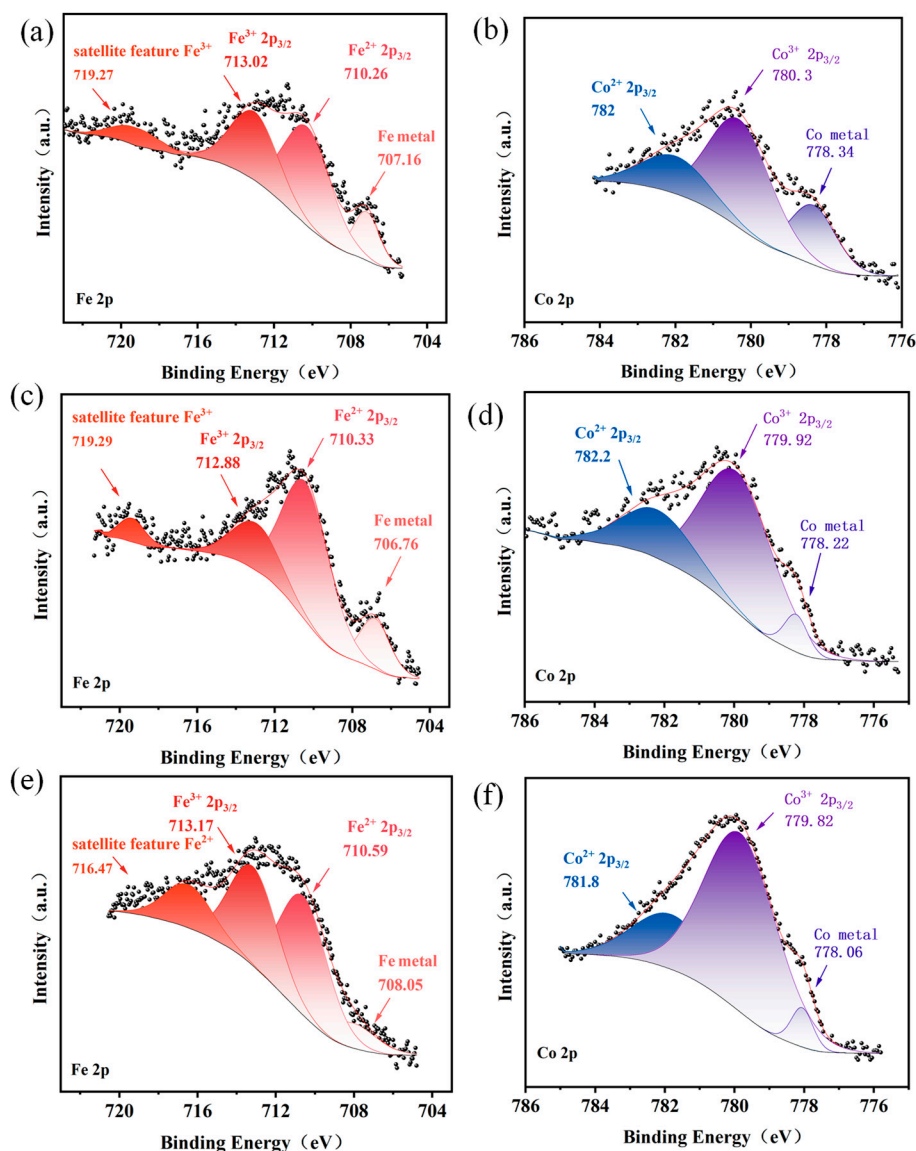 (a)
satellite feature Fe³⁺
719.27
Fe³⁺ 2p₃/₂
713.02
Fe²⁺ 2p₃/₂
710.26
Fe metal
707.16
Fe 2p
Intensity（a.u.）
720 716 712 708 704
Binding Energy（eV）
(b)
Co²⁺ 2p₃/₂
782
Co³⁺ 2p₃/₂
780.3
Co metal
778.34
Co 2p
Intensity（a.u.）
786 784 782 780 778 776
Binding Energy（eV）
(c)
satellite feature Fe³⁺
719.29
Fe³⁺ 2p₃/₂
712.88
Fe²⁺ 2p₃/₂
710.33
Fe metal
706.76
Fe 2p
Intensity（a.u.）
720 716 712 708 704
Binding Energy（eV）
(d)
Co²⁺ 2p₃/₂
782.2
Co³⁺ 2p₃/₂
779.92
Co metal
778.22
Co 2p
Intensity（a.u.）
786 784 782 780 778 776
Binding Energy（eV）
(e)
satellite feature Fe²⁺
716.47
Fe³⁺ 2p₃/₂
713.17
Fe²⁺ 2p₃/₂
710.59
Fe metal
708.05
Fe 2p
Intensity（a.u.）
720 716 712 708 704
Binding Energy（eV）
(f)
Co²⁺ 2p₃/₂
781.8
Co³⁺ 2p₃/₂
779.82
Co metal
778.06
Co 2p
Intensity（a.u.）
786 784 782 780 778 776
Binding Energy（eV）